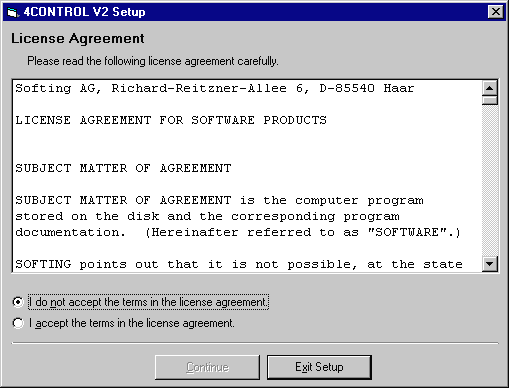 4CONTROL V2 Setup
License Agreement
Please read the following license agreement carefully.
Softing AG, Richard-Reitzner-Allee 6, D-85540 Haar
LICENSE AGREEMENT FOR SOFTWARE PRODUCTS
SUBJECT MATTER OF AGREEMENT
SUBJECT MATTER OF AGREEMENT is the computer program
stored on the disk and the corresponding program
documentation.  (Hereinafter referred to as "SOFTWARE".)
SOFTING points out that it is not possible, at the state
I do not accept the terms in the license agreement.
I accept the terms in the license agreement.
Continue
Exit Setup